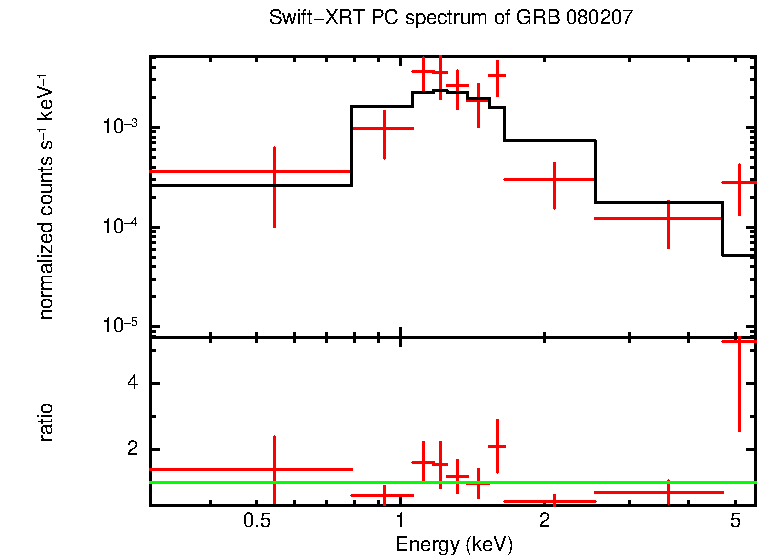 Swift−XRT PC spectrum of GRB 080207
normalized counts s⁻¹ keV⁻¹
10⁻³
10⁻⁴
10⁻⁵
ratio
4
2
0.5 1 2 5
Energy (keV)